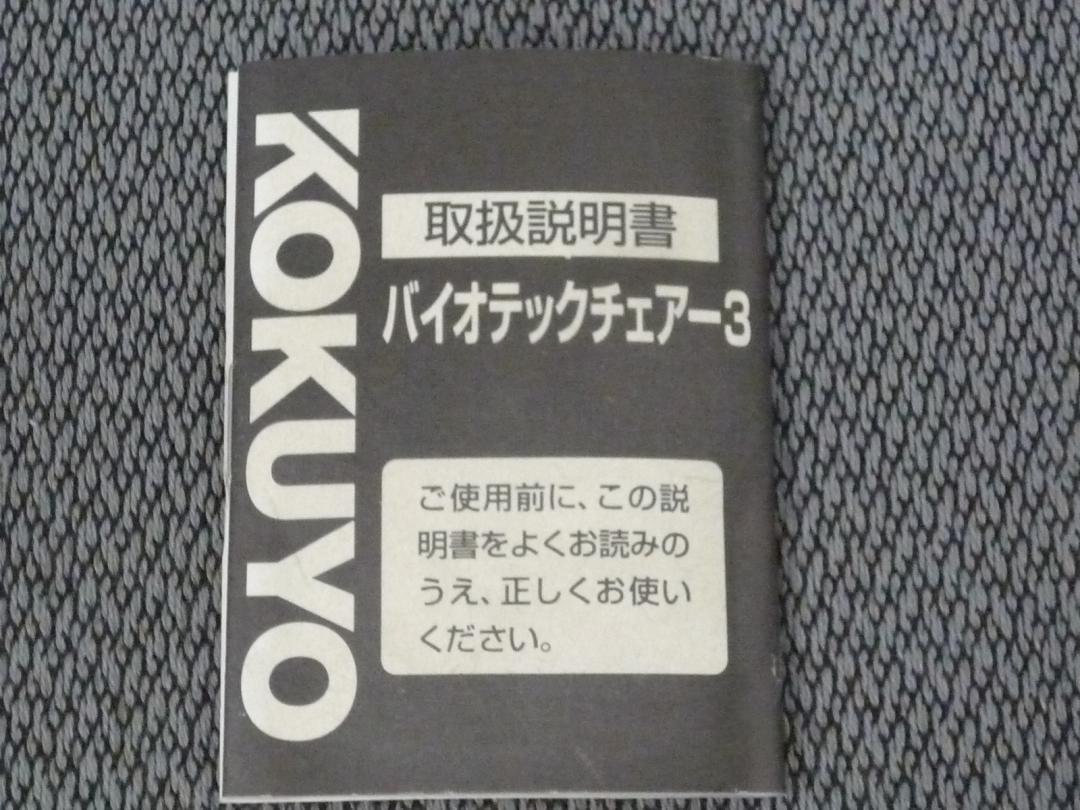 KOKUYO
取扱説明書
バイオテックチェアー3
ご使用前に、この説
明書をよくお読みの
うえ、正しくお使い
ください。